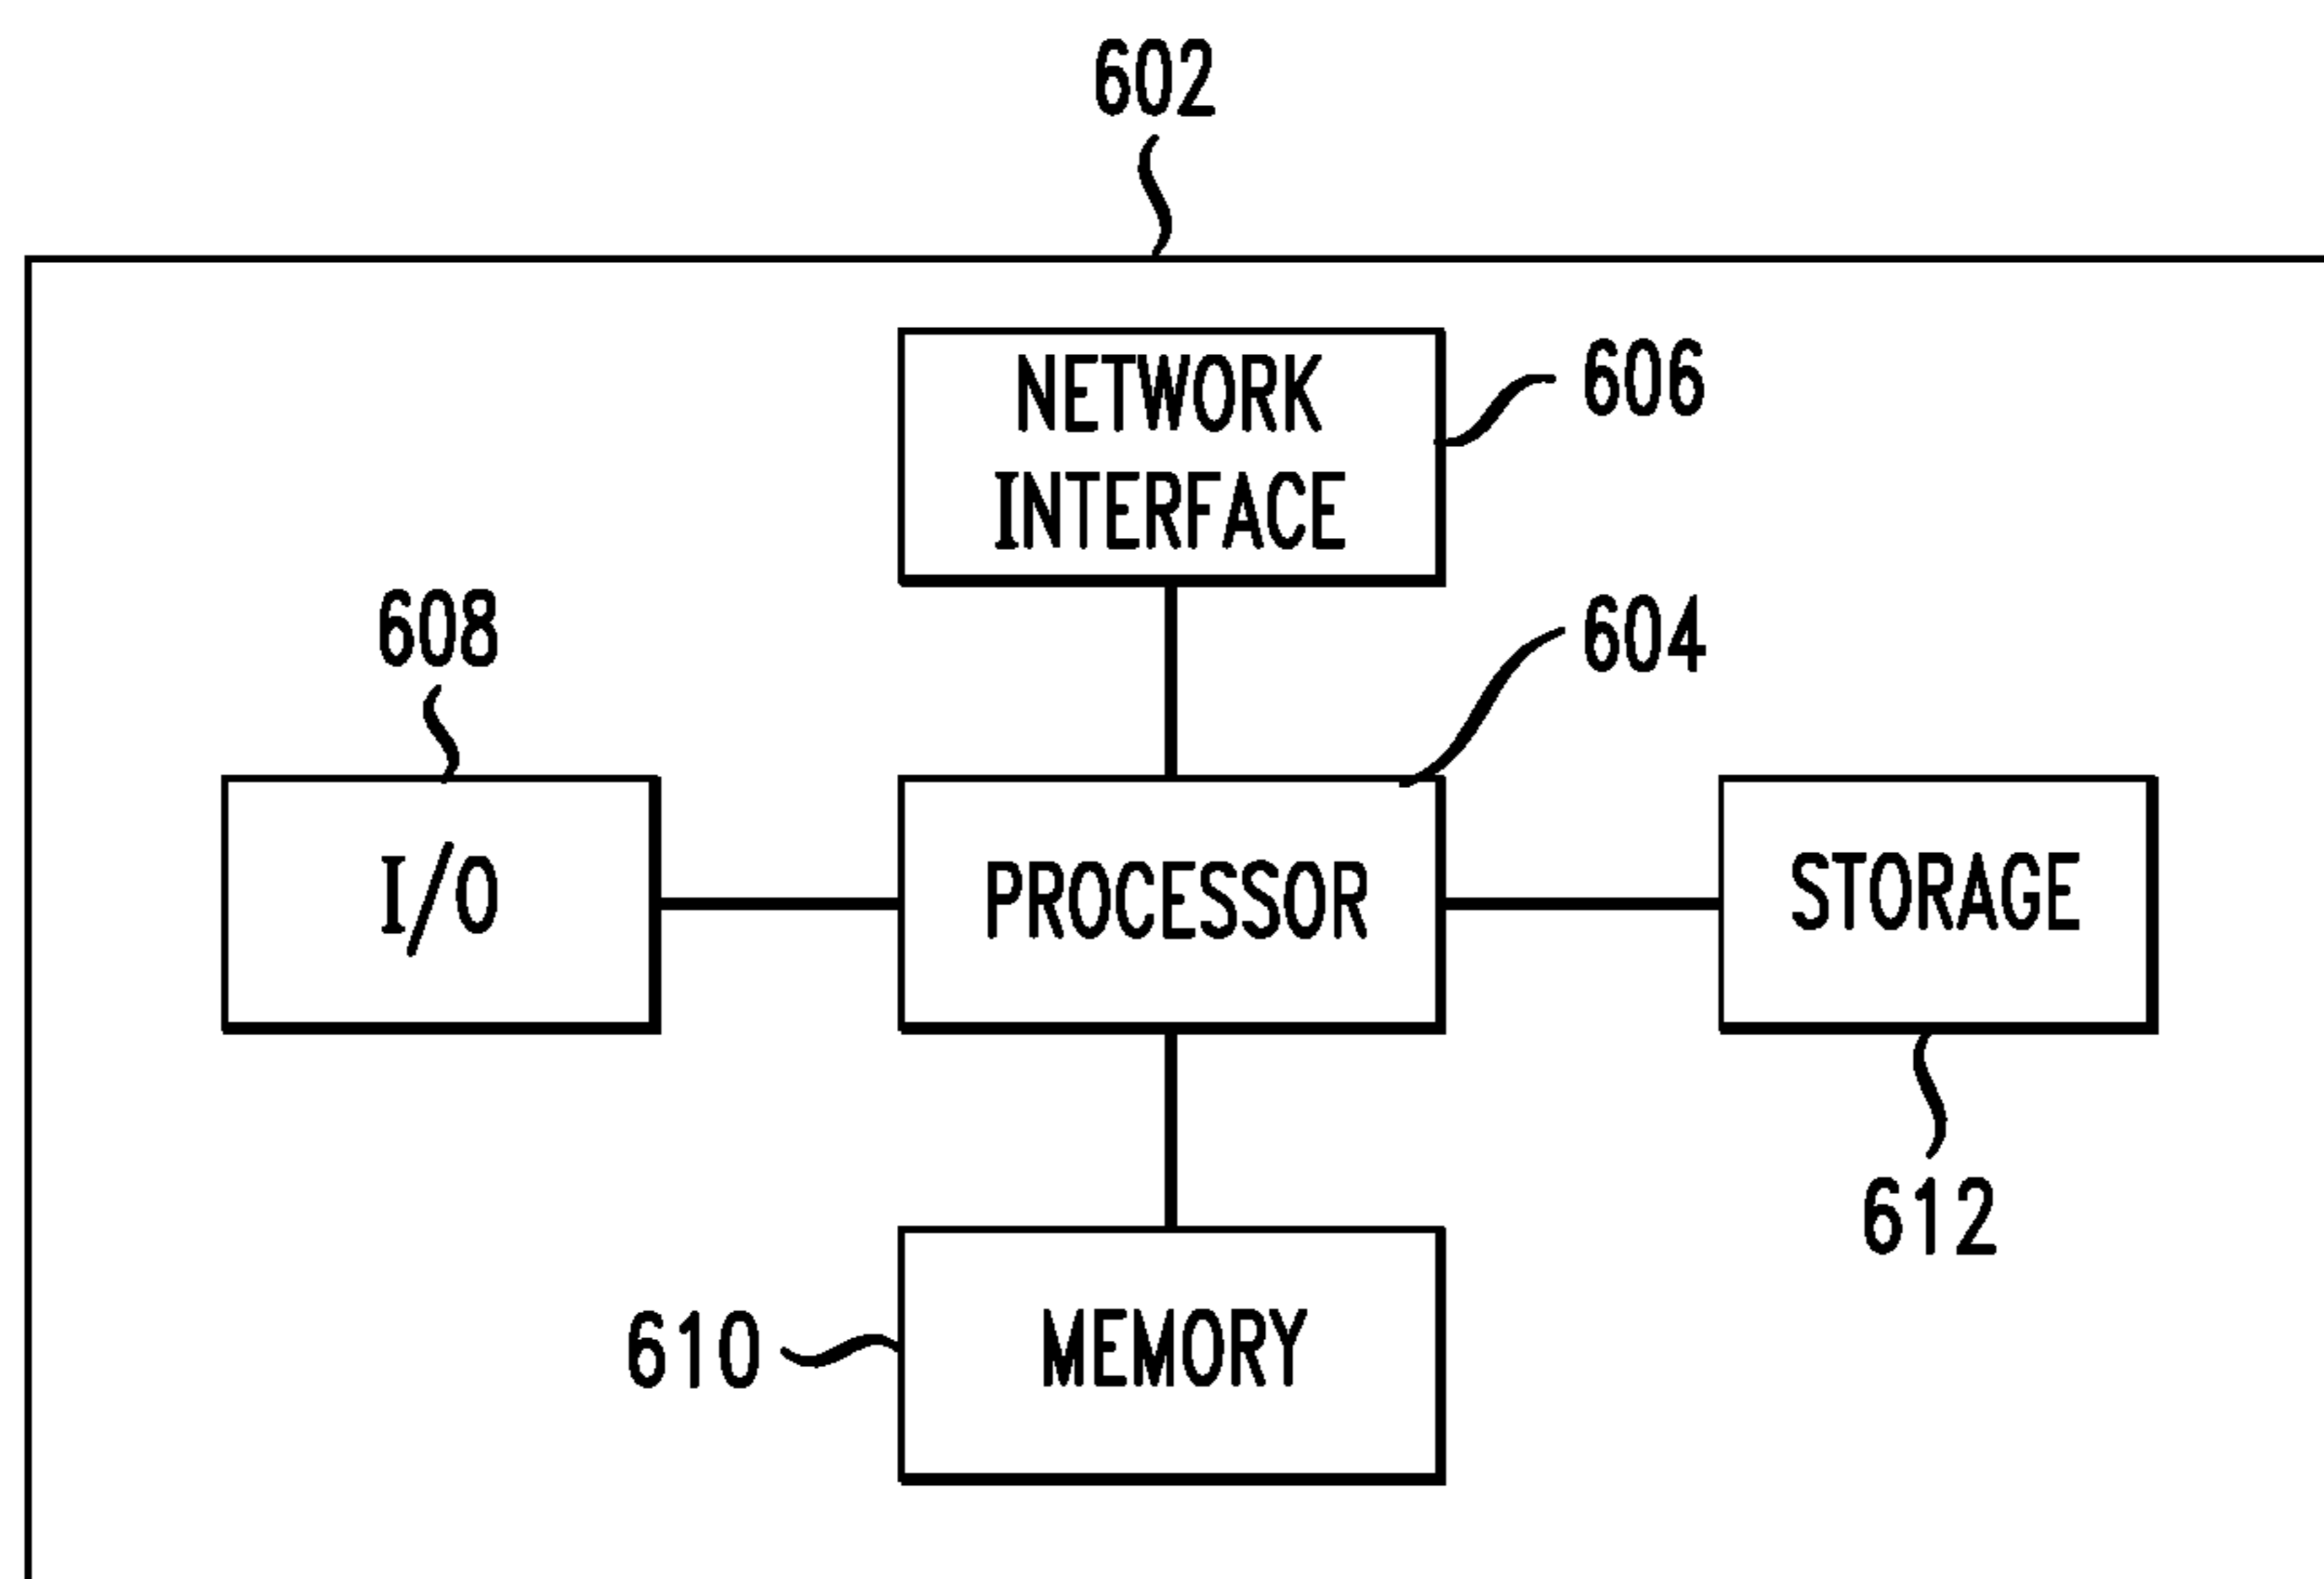 602
NETWORK
INTERFACE
606
608
604
I/O
PROCESSOR
STORAGE
612
610
MEMORY